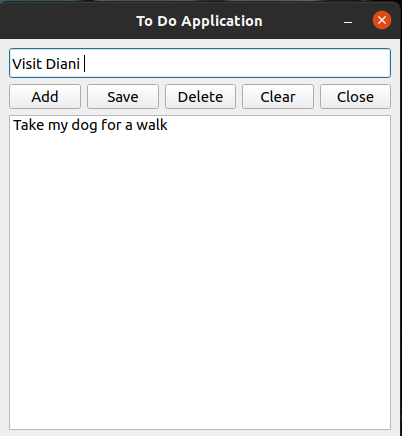 To Do Application
Visit Diani
Add Save Delete Clear Close
Take my dog for a walk